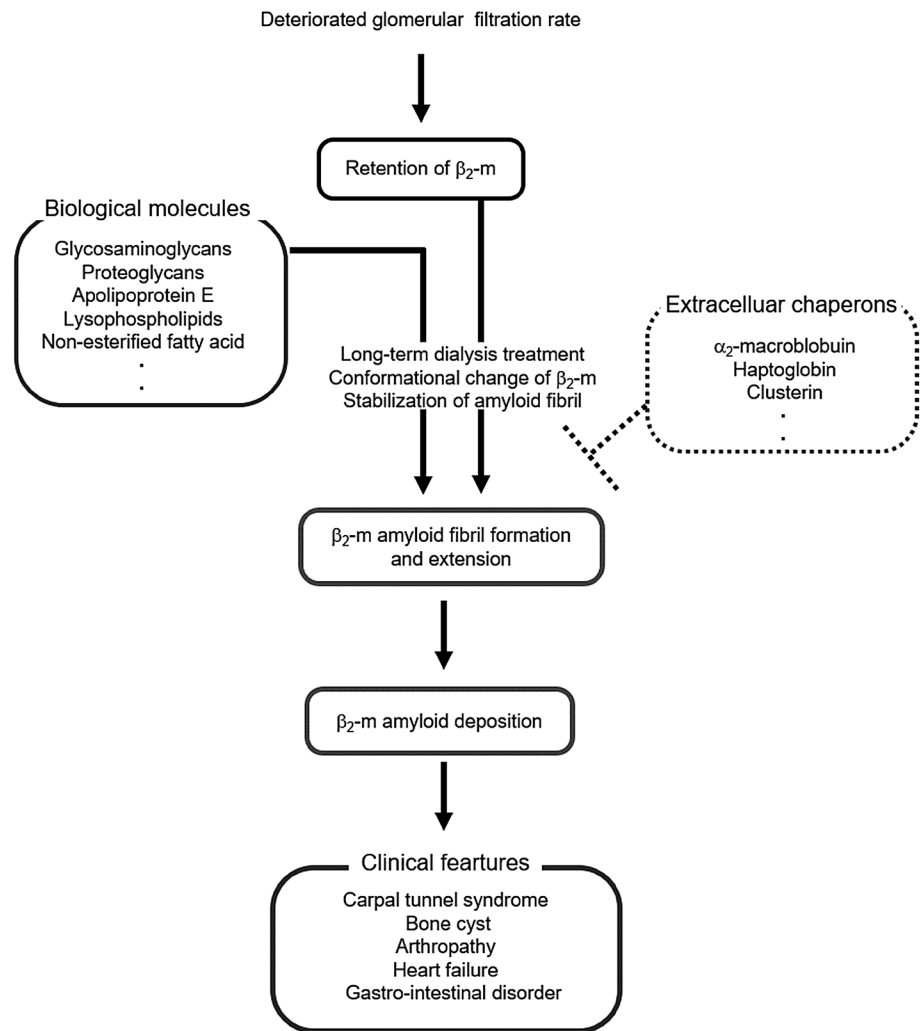 Deteriorated glomerular filtration rate
Retention of β₂-m
Biological molecules
Glycosaminoglycans
Proteoglycans
Apolipoprotein E
Lysophospholipids
Non-esterified fatty acid
.
.
Extracelluar chaperons
α₂-macroblobuin
Haptoglobin
Clusterin
.
.
Long-term dialysis treatment
Conformational change of β₂-m
Stabilization of amyloid fibril
β₂-m amyloid fibril formation
and extension
β₂-m amyloid deposition
Clinical feartures
Carpal tunnel syndrome
Bone cyst
Arthropathy
Heart failure
Gastro-intestinal disorder